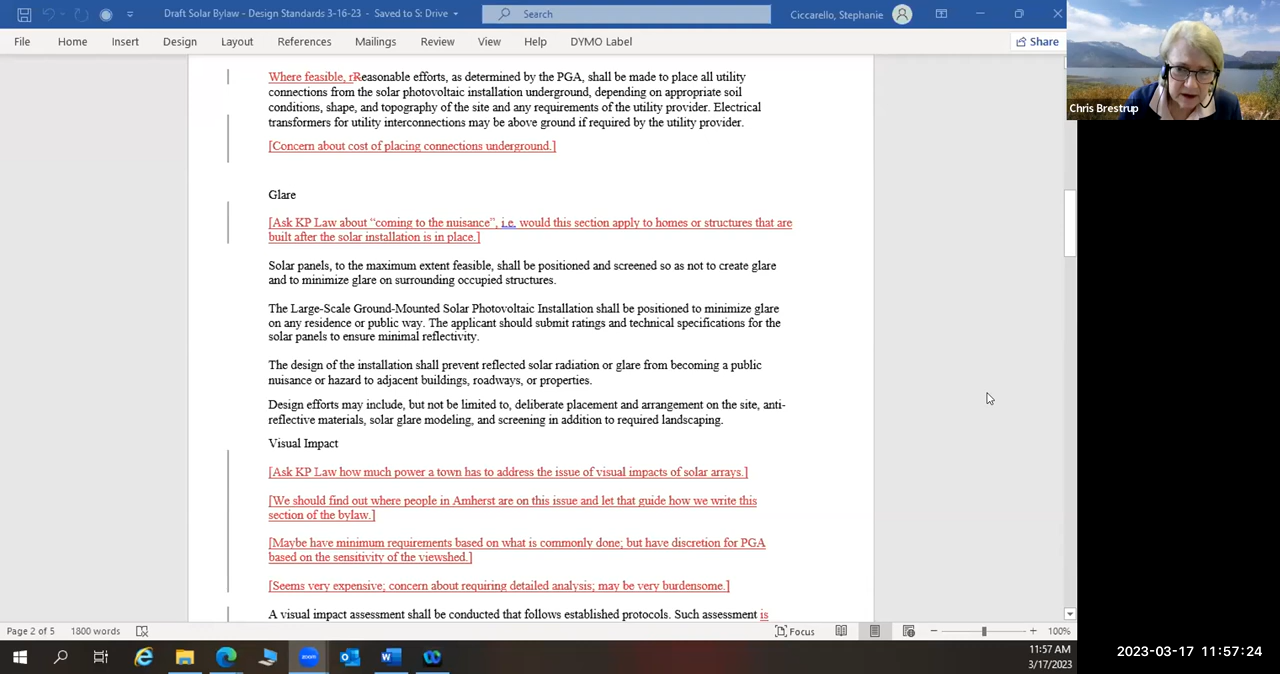 Draft Solar Bylaw - Design Standards 3-16-23 - Saved to S: Drive
Search
Ciccarello, Stephanie
File Home Insert Design Layout References Mailings Review View Help DYMO Label Share
Where feasible, rReasonable efforts, as determined by the PGA, shall be made to place all utility
connections from the solar photovoltaic installation underground, depending on appropriate soil
conditions, shape, and topography of the site and any requirements of the utility provider. Electrical
transformers for utility interconnections may be above ground if required by the utility provider.
[Concern about cost of placing connections underground.]
Glare
[Ask KP Law about “coming to the nuisance”, i.e. would this section apply to homes or structures that are
built after the solar installation is in place.]
Solar panels, to the maximum extent feasible, shall be positioned and screened so as not to create glare
and to minimize glare on surrounding occupied structures.
The Large-Scale Ground-Mounted Solar Photovoltaic Installation shall be positioned to minimize glare
on any residence or public way. The applicant should submit ratings and technical specifications for the
solar panels to ensure minimal reflectivity.
The design of the installation shall prevent reflected solar radiation or glare from becoming a public
nuisance or hazard to adjacent buildings, roadways, or properties.
Design efforts may include, but not be limited to, deliberate placement and arrangement on the site, anti-
reflective materials, solar glare modeling, and screening in addition to required landscaping.
Visual Impact
[Ask KP Law how much power a town has to address the issue of visual impacts of solar arrays.]
[We should find out where people in Amherst are on this issue and let that guide how we write this
section of the bylaw.]
[Maybe have minimum requirements based on what is commonly done; but have discretion for PGA
based on the sensitivity of the viewshed.]
[Seems very expensive; concern about requiring detailed analysis; may be very burdensome.]
A visual impact assessment shall be conducted that follows established protocols. Such assessment is
Chris Brestrup
Page 2 of 5 1800 words Focus 100%
zoom
11:57 AM
3/17/2023
2023-03-17 11:57:24